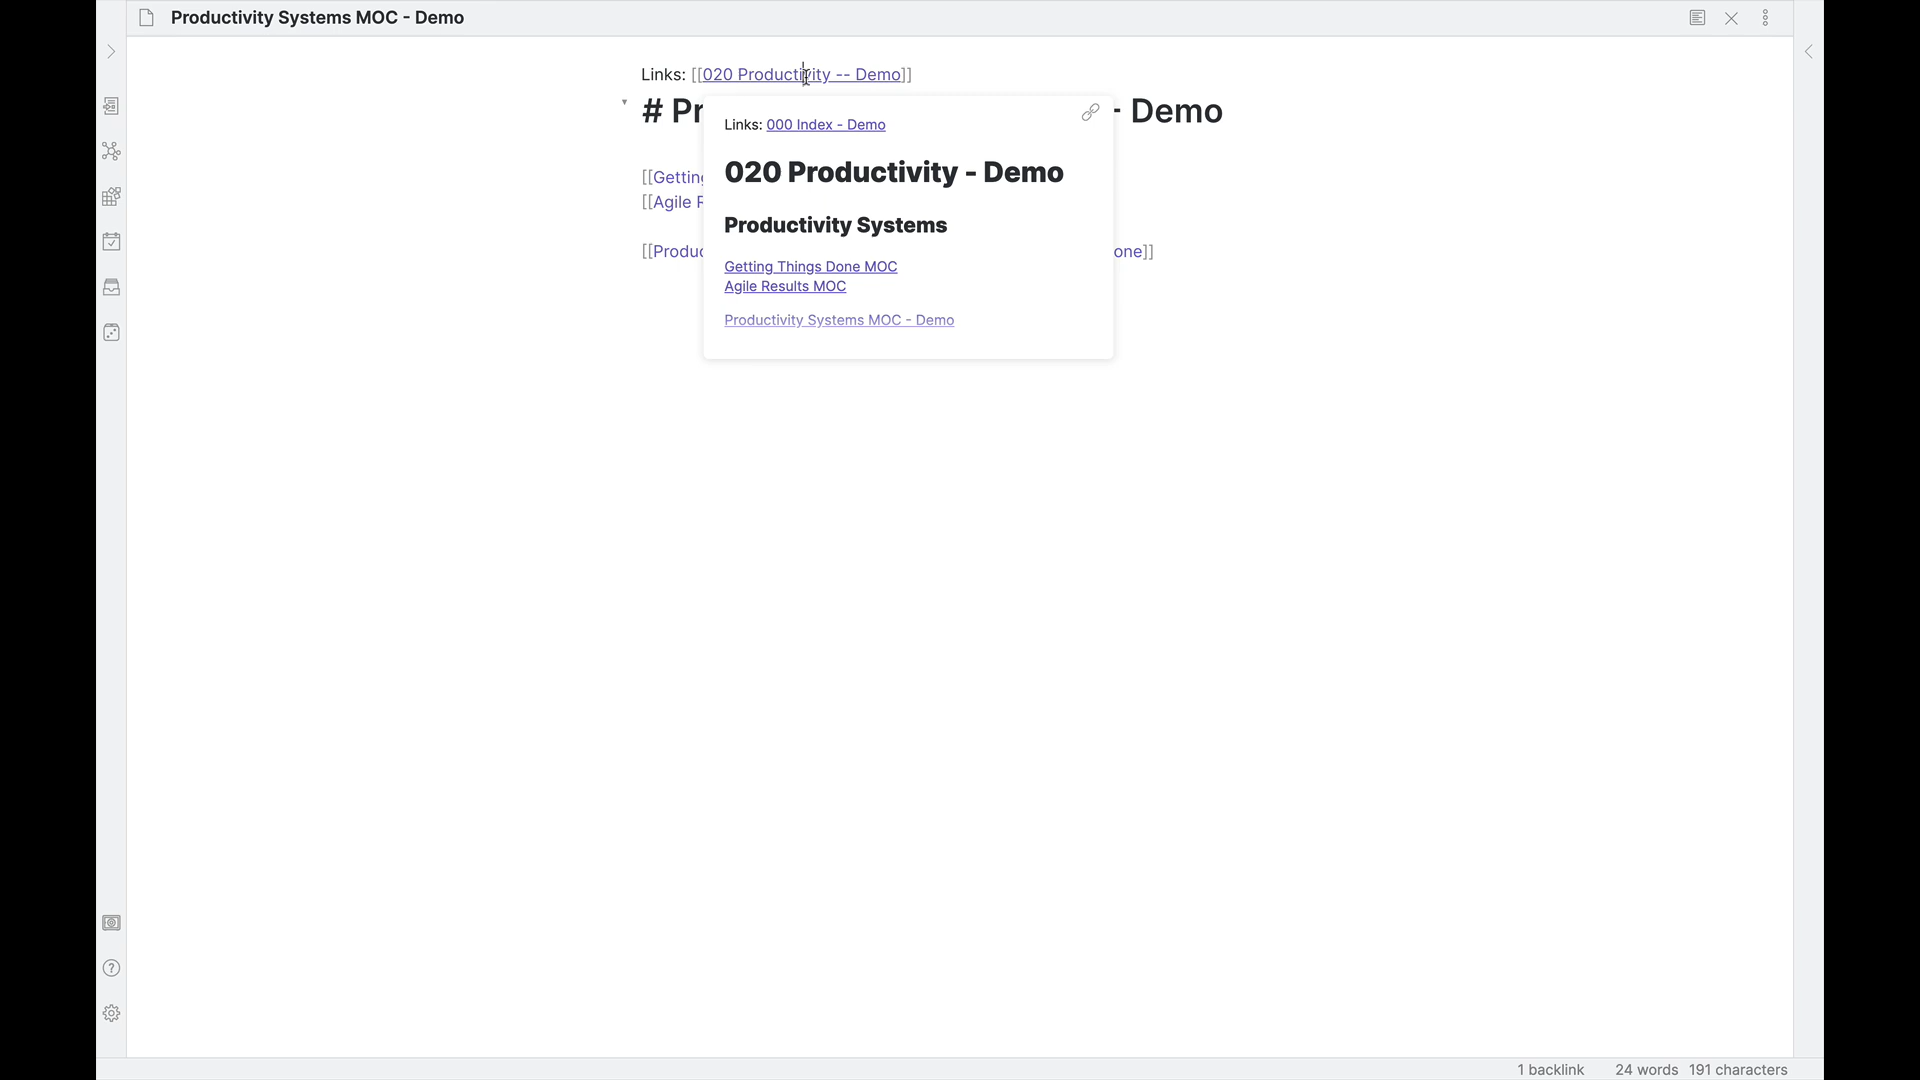 Productivity Systems MOC - Demo
Links: [[020 Productivity -- Demo]]
# Pr - Demo
Links: 000 Index - Demo
020 Productivity - Demo
[[Getting
Productivity Systems
[[Agile R
[[Produc one]]
Getting Things Done MOC
Agile Results MOC
Productivity Systems MOC - Demo
1 backlink 24 words 191 characters